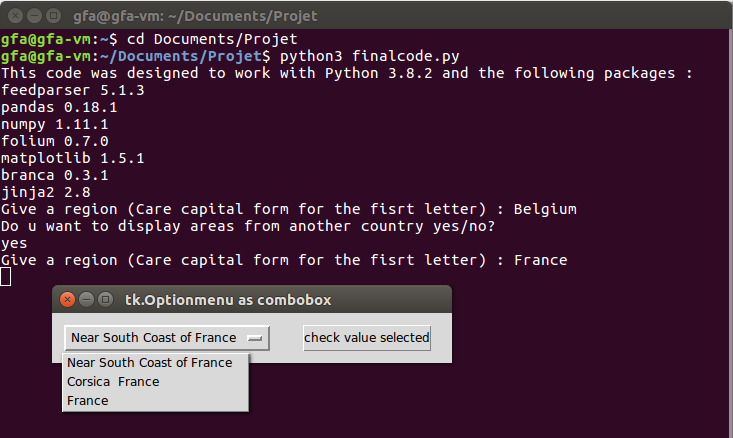 gfa@gfa-vm: ~/Documents/Projet
gfa@gfa-vm:~$ cd Documents/Projet
gfa@gfa-vm:~/Documents/Projet$ python3 finalcode.py
This code was designed to work with Python 3.8.2 and the following packages :
feedparser 5.1.3
pandas 0.18.1
numpy 1.11.1
folium 0.7.0
matplotlib 1.5.1
branca 0.3.1
jinja2 2.8
Give a region (Care capital form for the fisrt letter) : Belgium
Do u want to display areas from another country yes/no?
yes
Give a region (Care capital form for the fisrt letter) : France
tk.Optionmenu as combobox
Near South Coast of France
check value selected
Near South Coast of France
Corsica  France
France